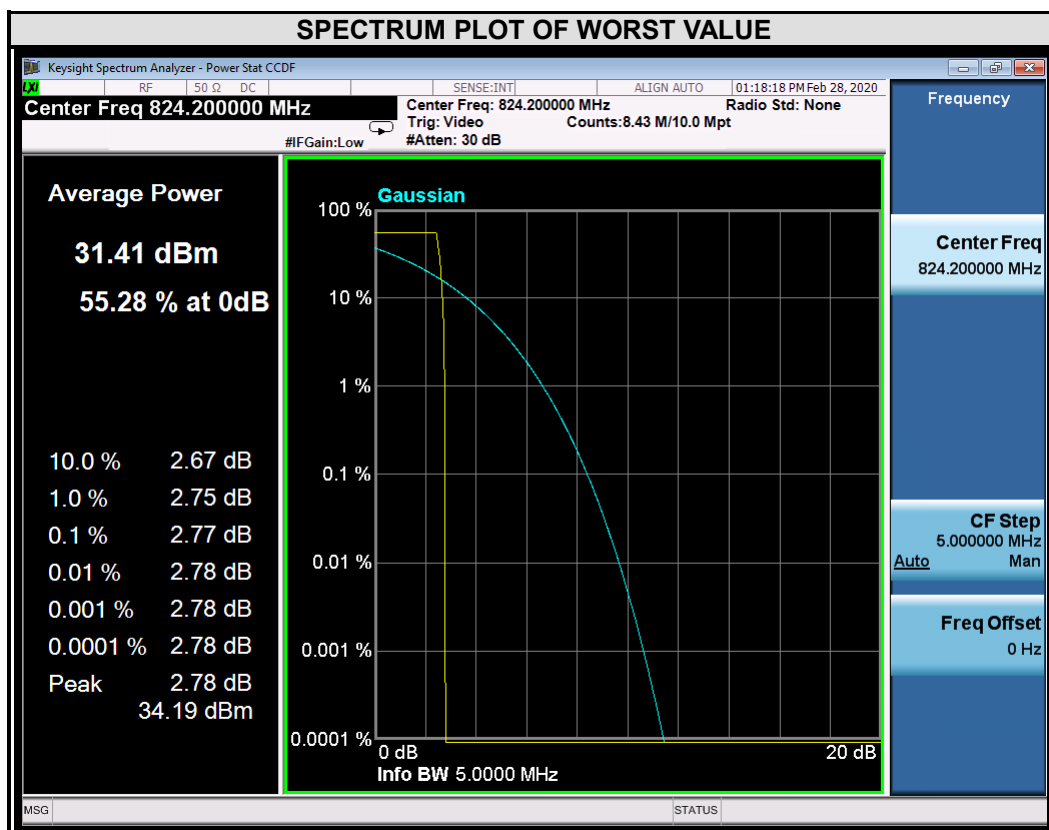 SPECTRUM PLOT OF WORST VALUE
Keysight Spectrum Analyzer - Power Stat CCDF
LXI RF 50 Ω DC SENSE:INT ALIGN AUTO 01:18:18 PM Feb 28, 2020
Center Freq 824.200000 MHz
Center Freq: 824.200000 MHz Radio Std: None
Trig: Video Counts:8.43 M/10.0 Mpt
#IFGain:Low #Atten: 30 dB
Frequency
Average Power
31.41 dBm
55.28 % at 0dB
10.0 % 2.67 dB
1.0 % 2.75 dB
0.1 % 2.77 dB
0.01 % 2.78 dB
0.001 % 2.78 dB
0.0001 % 2.78 dB
Peak 2.78 dB
34.19 dBm
Gaussian
100 %
10 %
1 %
0.1 %
0.01 %
0.001 %
0.0001 %
0 dB 20 dB
Info BW 5.0000 MHz
Center Freq
824.200000 MHz
CF Step
5.000000 MHz
Auto Man
Freq Offset
0 Hz
MSG STATUS